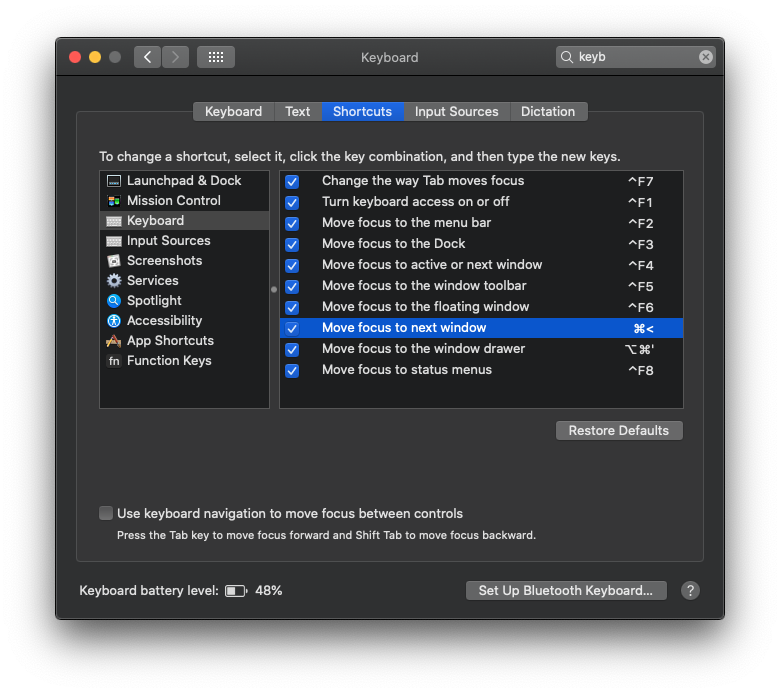 Keyboard
keyb
Keyboard Text Shortcuts Input Sources Dictation
To change a shortcut, select it, click the key combination, and then type the new keys.
Launchpad & Dock
Mission Control
Keyboard
Input Sources
Screenshots
Services
Spotlight
Accessibility
App Shortcuts
fn Function Keys
Change the way Tab moves focus ^F7
Turn keyboard access on or off ^F1
Move focus to the menu bar ^F2
Move focus to the Dock ^F3
Move focus to active or next window ^F4
Move focus to the window toolbar ^F5
Move focus to the floating window ^F6
Move focus to next window ⌘<
Move focus to the window drawer ⌥⌘'
Move focus to status menus ^F8
Restore Defaults
Use keyboard navigation to move focus between controls
Press the Tab key to move focus forward and Shift Tab to move focus backward.
Keyboard battery level: 48%
Set Up Bluetooth Keyboard... ?